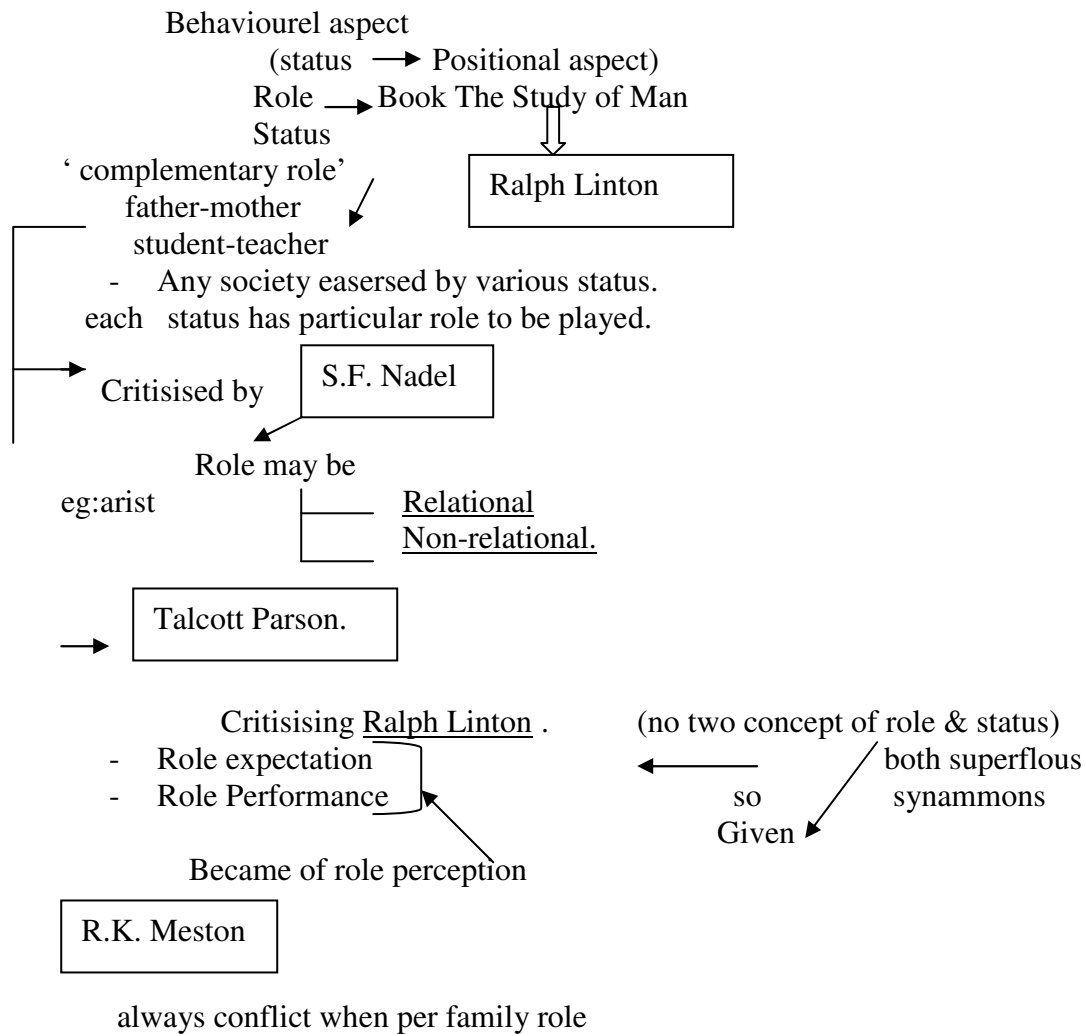 Behavioural aspect
(status Positional aspect)
Role Book The Study of Man
Status
‘ complementary role’
Ralph Linton
father-mother
student-teacher
- Any society easersed by various status.
each status has particular role to be played.
Critisised by S.F. Nadel
Role may be
eg:arist Relational
Non-relational.
Talcott Parson.
Critisising Ralph Linton . (no two concept of role & status)
- Role expectation both superflous
- Role Performance so synammons
Given
Became of role perception
R.K. Meston
always conflict when per family role